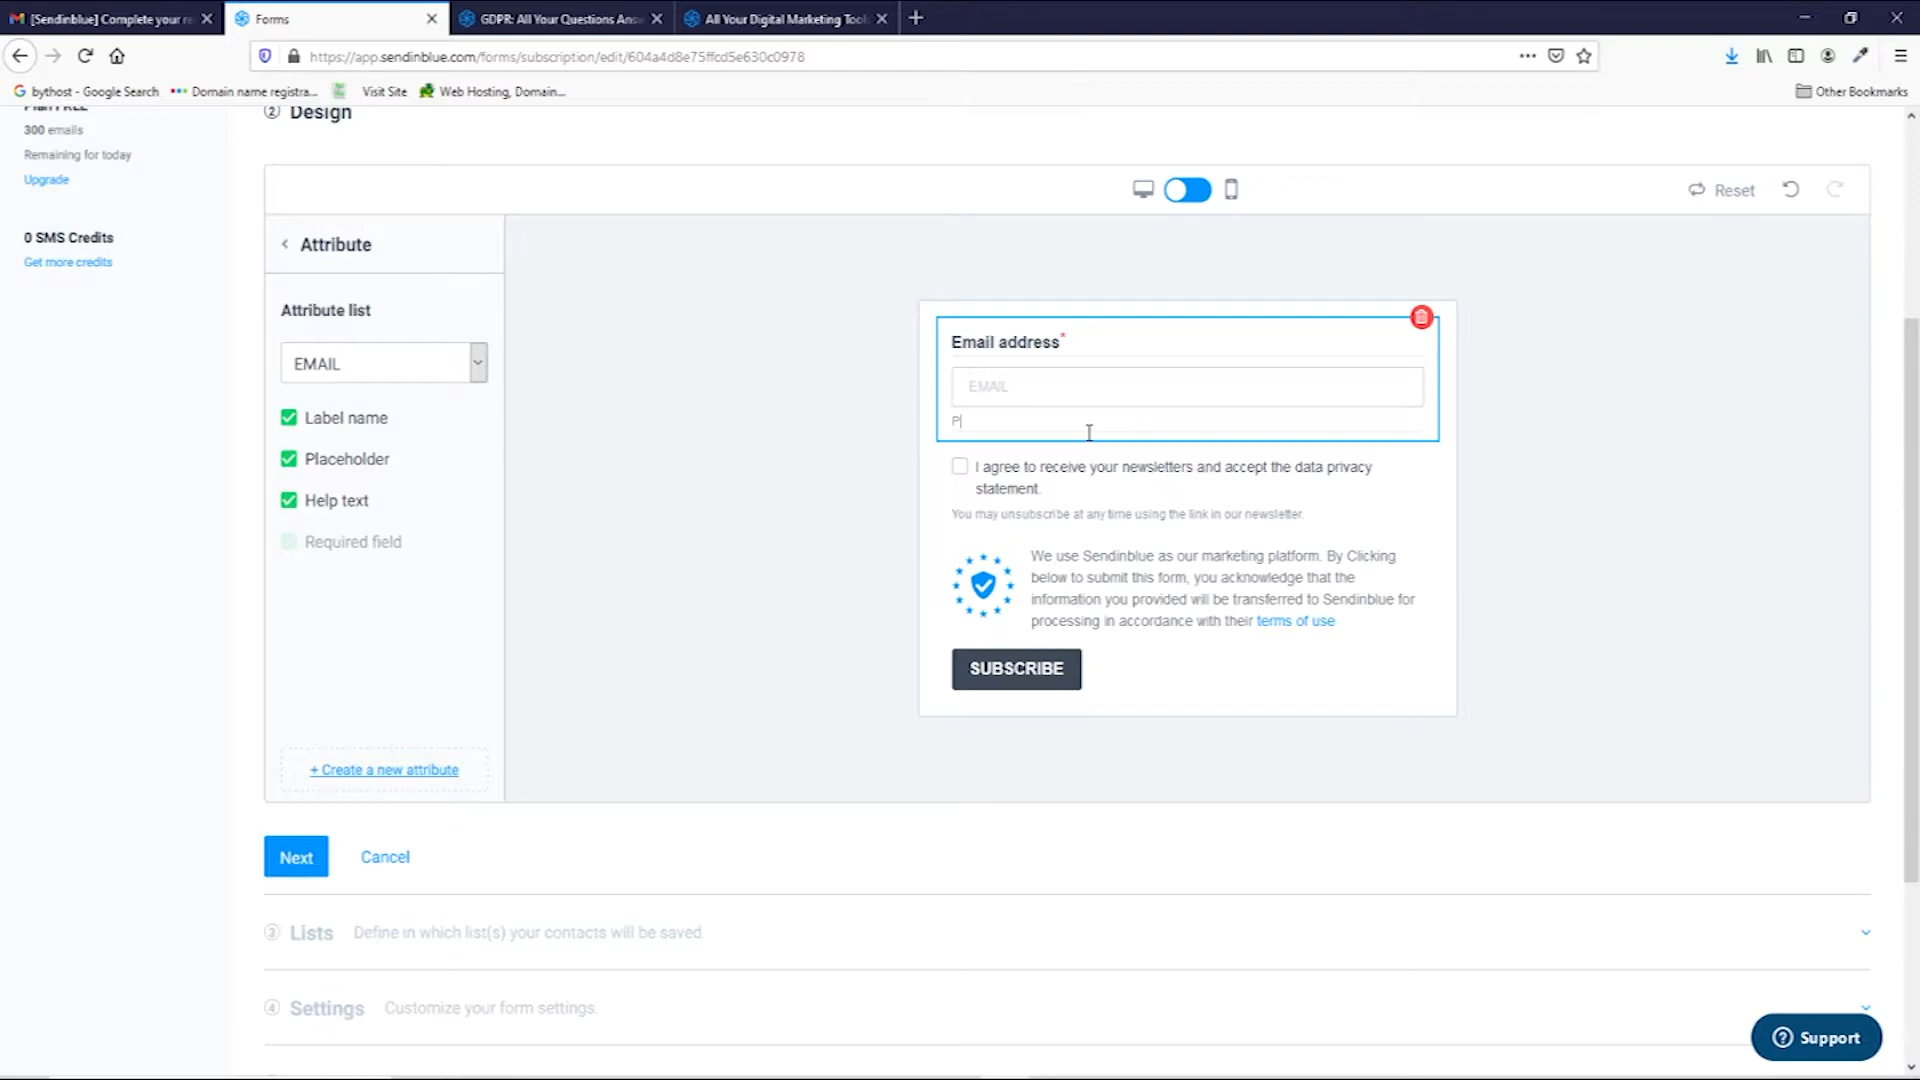 [Sendinblue] Complete your re
Forms
GDPR: All Your Questions Ans
All Your Digital Marketing Tool
https://app.sendinblue.com/forms/subscription/edit/604a4d8e75ffcd5e630c0978
bythost - Google Search
Domain name registra...
Visit Site
Web Hosting, Domain...
Other Bookmarks
Plan FREE
300 emails
Remaining for today
Upgrade
0 SMS Credits
Get more credits
2 Design
Reset
Attribute
Attribute list
EMAIL
Label name
Placeholder
Help text
Required field
+ Create a new attribute
Email address*
EMAIL
P
I agree to receive your newsletters and accept the data privacy
statement.
You may unsubscribe at any time using the link in our newsletter.
We use Sendinblue as our marketing platform. By Clicking
below to submit this form, you acknowledge that the
information you provided will be transferred to Sendinblue for
processing in accordance with their terms of use
SUBSCRIBE
Next
Cancel
3 Lists Define in which list(s) your contacts will be saved.
4 Settings Customize your form settings.
Support